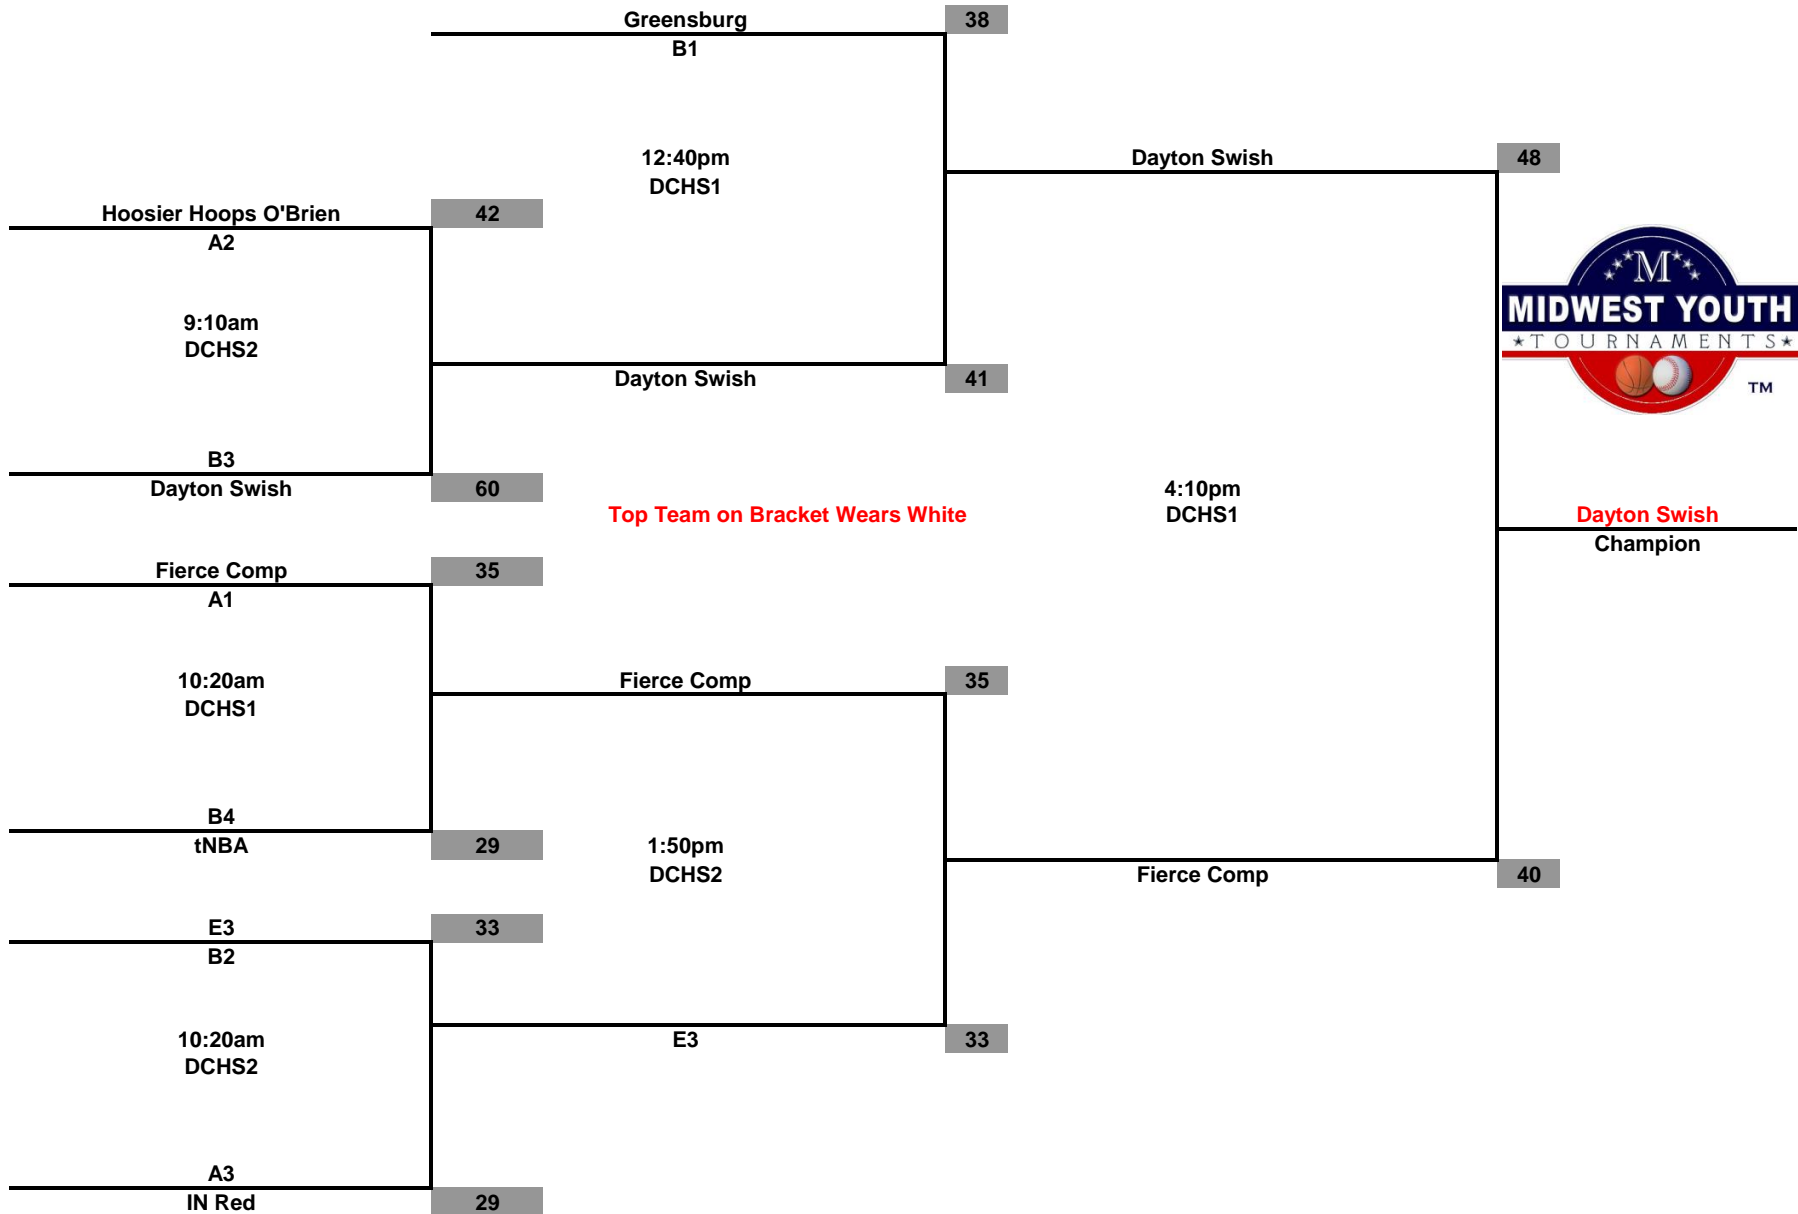 Greensburg 38
B1
12:40pm
DCHS1
Dayton Swish 48
Hoosier Hoops O'Brien 42
A2
9:10am
DCHS2
Dayton Swish 41
M
MIDWEST YOUTH
★TOURNAMENTS★
TM
B3
Dayton Swish 60
Top Team on Bracket Wears White
4:10pm
DCHS1
Dayton Swish
Champion
Fierce Comp 35
A1
10:20am
DCHS1
Fierce Comp 35
B4
tNBA 29
1:50pm
DCHS2
Fierce Comp 40
E3 33
B2
10:20am
DCHS2
E3 33
A3
IN Red 29